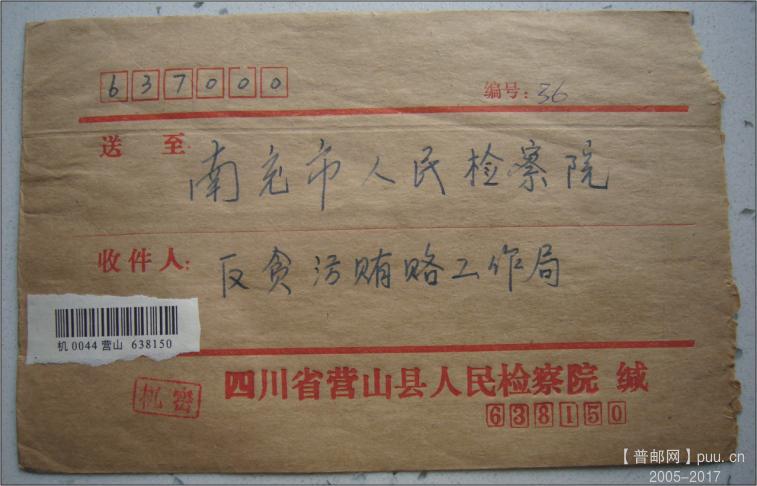 637000
编号：36
送至：南充市人民检察院
收件人：反贪污贿赂工作局
机 0044 营山 638150
机密
四川省营山县人民检察院 缄
638150
【普邮网】puu.cn
2005-2017